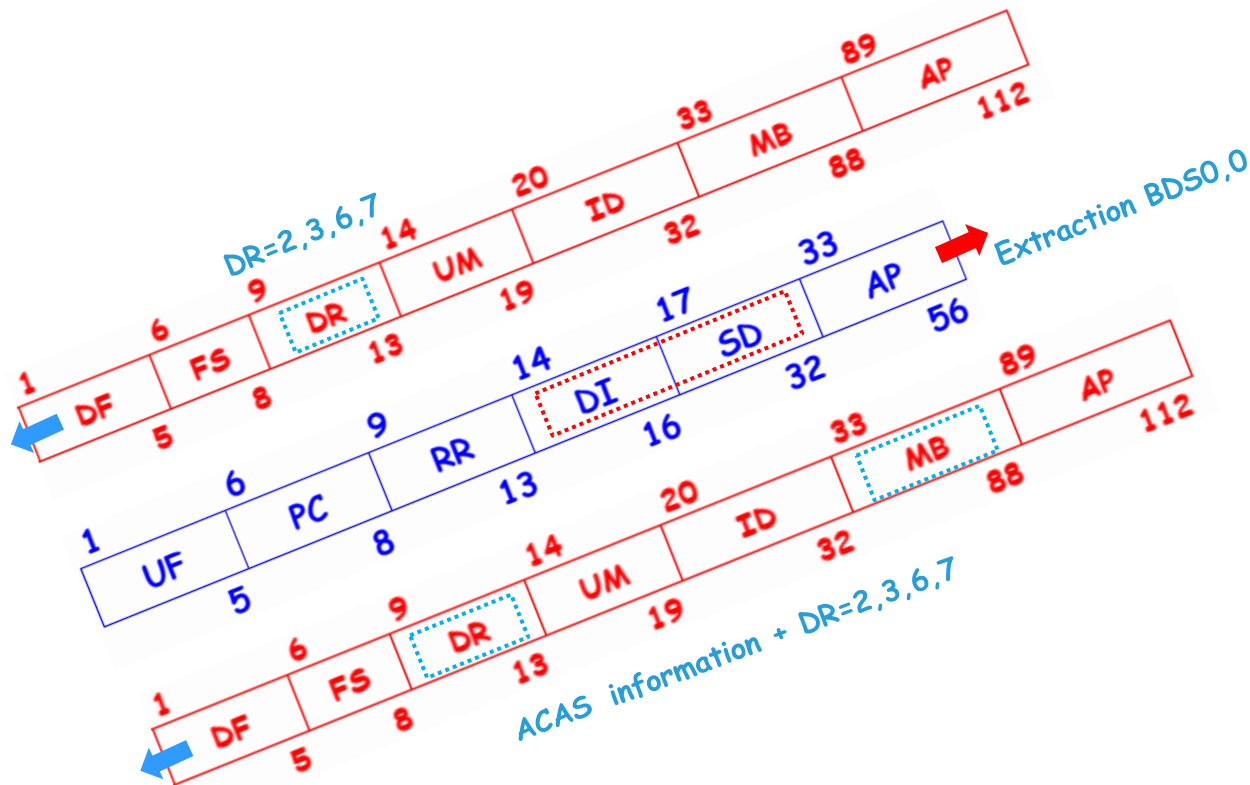 DR=2,3,6,7
1 6 9 14 20 33 89
DF FS DR UM ID MB AP
5 8 13 19 32 88 112
Extraction BDS0,0
1 6 9 14 17 33
UF PC RR DI SD AP
5 8 13 16 32 56
1 6 9 14 20 33 89
DF FS DR UM ID MB AP
5 8 13 19 32 88 112
ACAS information + DR=2,3,6,7